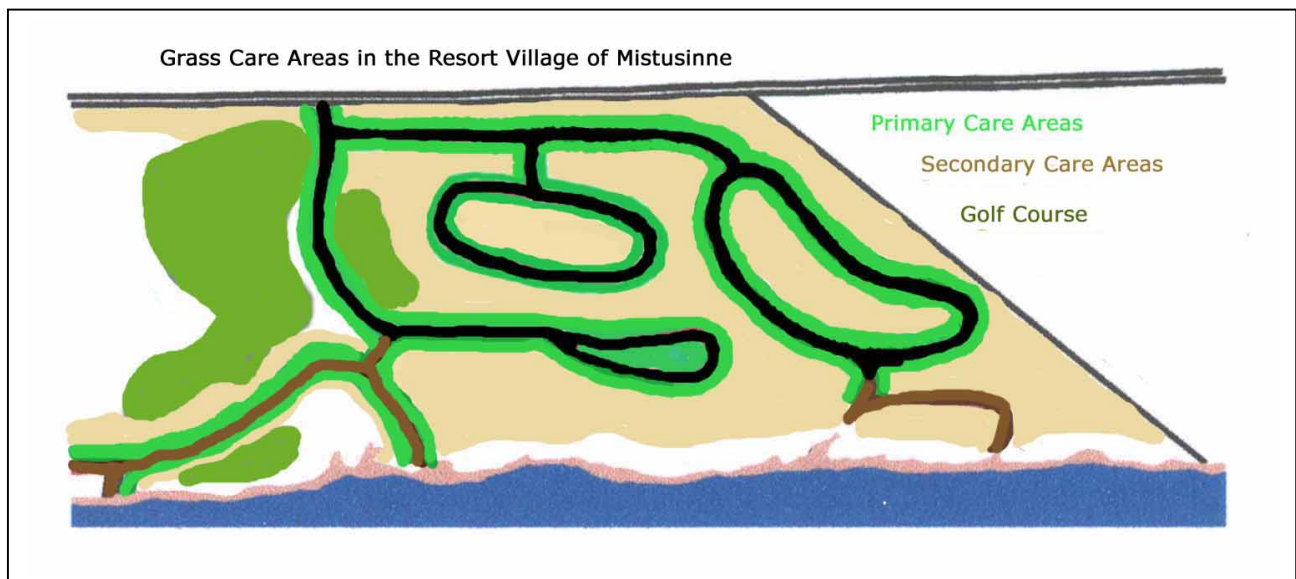 Grass Care Areas in the Resort Village of Mistusinne
Primary Care Areas
Secondary Care Areas
Golf Course